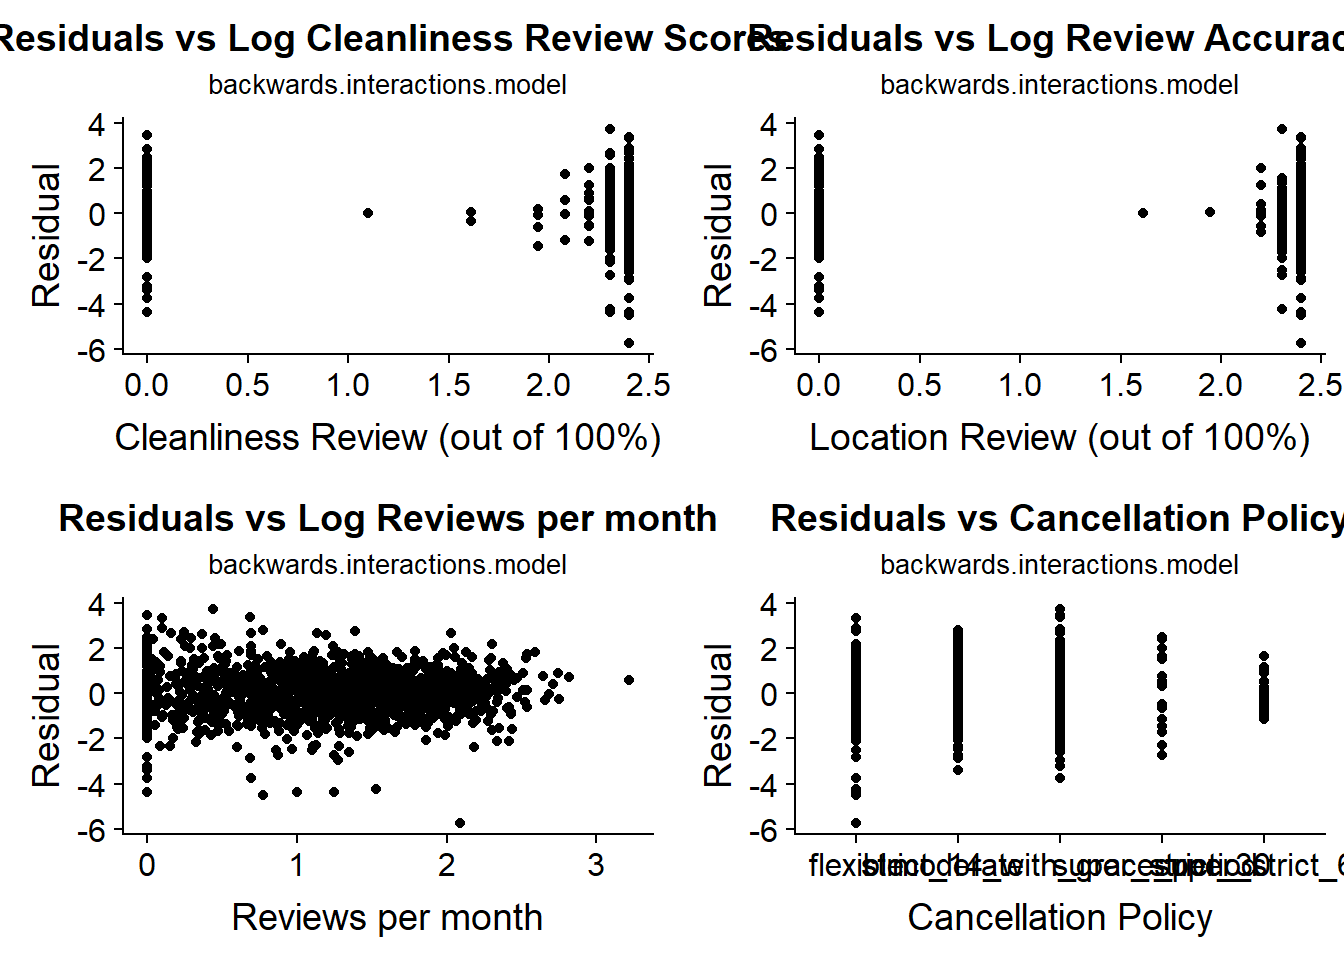 Residuals vs Log Cleanliness Review Scores
backwards.interactions.model
4
2
0
-2
-4
-6
Residual
0.0 0.5 1.0 1.5 2.0 2.5
Cleanliness Review (out of 100%)
Residuals vs Log Review Accurac
backwards.interactions.model
4
2
0
-2
-4
-6
Residual
0.0 0.5 1.0 1.5 2.0 2.5
Location Review (out of 100%)
Residuals vs Log Reviews per month
backwards.interactions.model
4
2
0
-2
-4
-6
Residual
0 1 2 3
Reviews per month
Residuals vs Cancellation Policy
backwards.interactions.model
4
2
0
-2
-4
-6
Residual
flexible moderate
Cancellation Policy